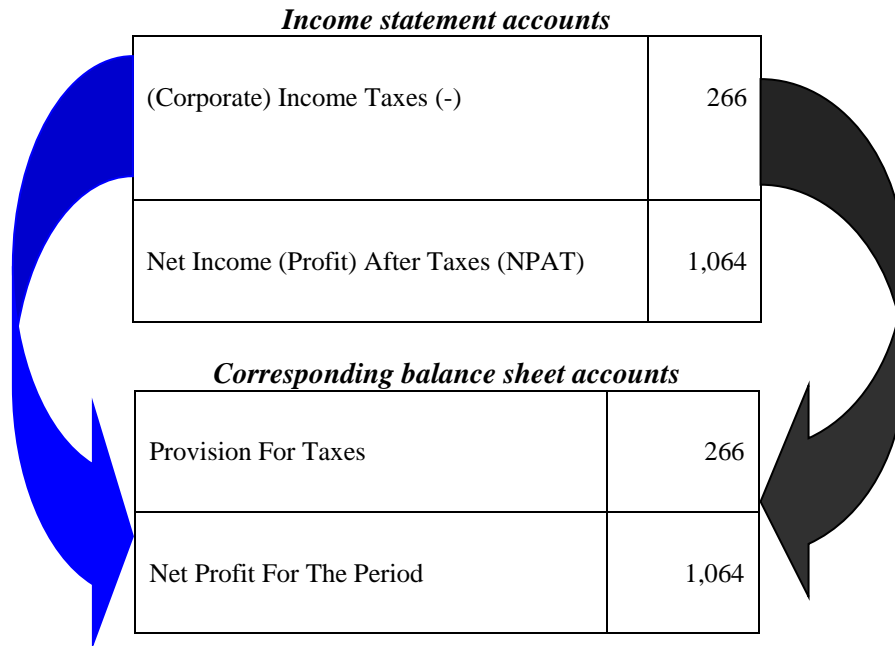 Income statement accounts
(Corporate) Income Taxes (-) 266
Net Income (Profit) After Taxes (NPAT) 1,064
Corresponding balance sheet accounts
Provision For Taxes 266
Net Profit For The Period 1,064